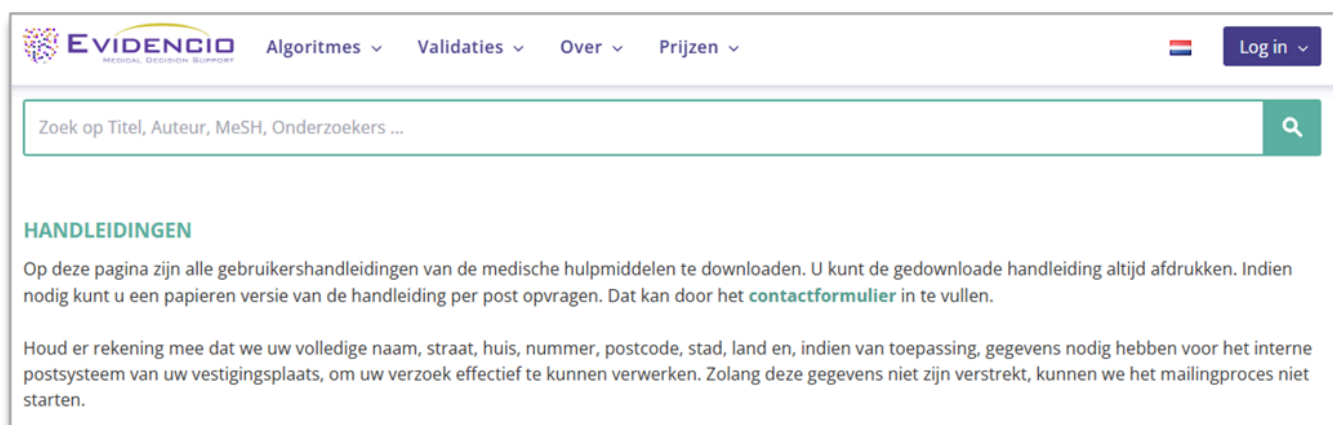 EVIDENCIO
MEDICAL DECISION SUPPORT
Algoritmes
Validaties
Over
Prijzen
Log in
Zoek op Titel, Auteur, MeSH, Onderzoekers ...
HANDLEIDINGEN
Op deze pagina zijn alle gebruikershandleidingen van de medische hulpmiddelen te downloaden. U kunt de gedownloade handleiding altijd afdrukken. Indien
nodig kunt u een papieren versie van de handleiding per post opvragen. Dat kan door het contactformulier in te vullen.
Houd er rekening mee dat we uw volledige naam, straat, huis, nummer, postcode, stad, land en, indien van toepassing, gegevens nodig hebben voor het interne
postsysteem van uw vestigingsplaats, om uw verzoek effectief te kunnen verwerken. Zolang deze gegevens niet zijn verstrekt, kunnen we het mailingproces niet
starten.